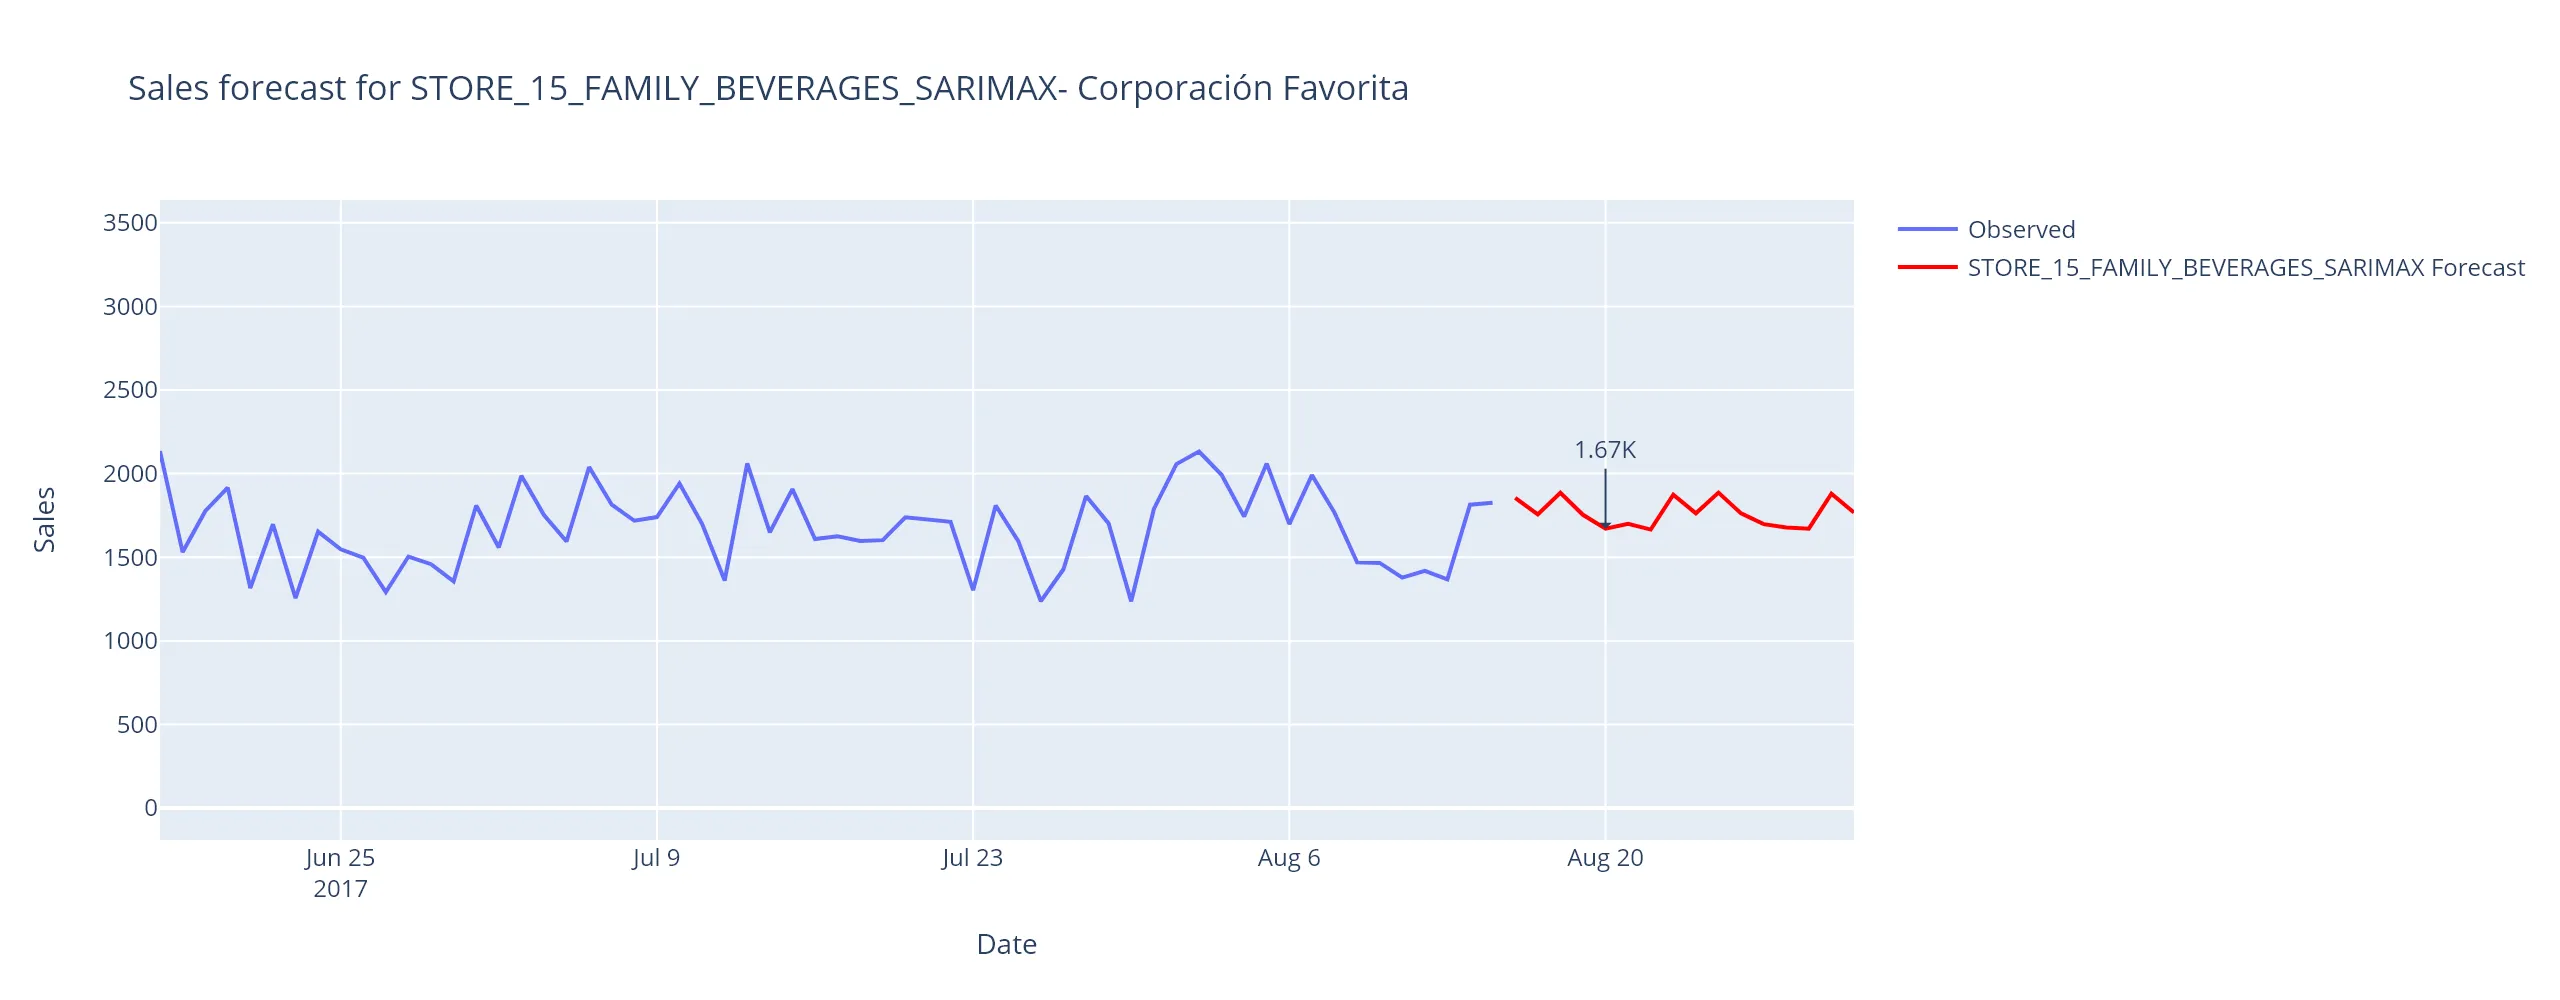 Sales forecast for STORE_15_FAMILY_BEVERAGES_SARIMAX- Corporación Favorita
Observed
STORE_15_FAMILY_BEVERAGES_SARIMAX Forecast
3500
3000
2500
2000
1500
1000
500
0
Sales
1.67K
Jun 25
2017
Jul 9
Jul 23
Aug 6
Aug 20
Date